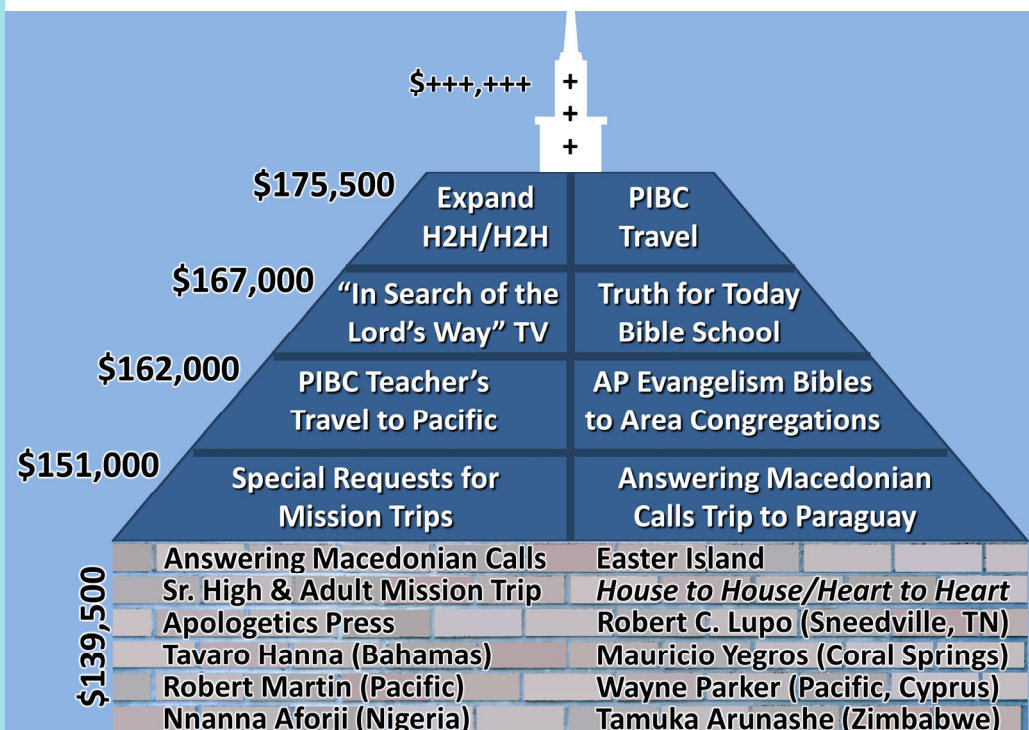 $+++,+++
+
+
+
$175,500
Expand
H2H/H2H
PIBC
Travel
$167,000
“In Search of the
Lord’s Way” TV
Truth for Today
Bible School
$162,000
PIBC Teacher’s
Travel to Pacific
AP Evangelism Bibles
to Area Congregations
$151,000
Special Requests for
Mission Trips
Answering Macedonian
Calls Trip to Paraguay
$139,500
Answering Macedonian Calls
Easter Island
Sr. High & Adult Mission Trip
House to House/Heart to Heart
Apologetics Press
Robert C. Lupo (Sneedville, TN)
Tavaro Hanna (Bahamas)
Mauricio Yegros (Coral Springs)
Robert Martin (Pacific)
Wayne Parker (Pacific, Cyprus)
Nnanna Aforji (Nigeria)
Tamuka Arunashe (Zimbabwe)